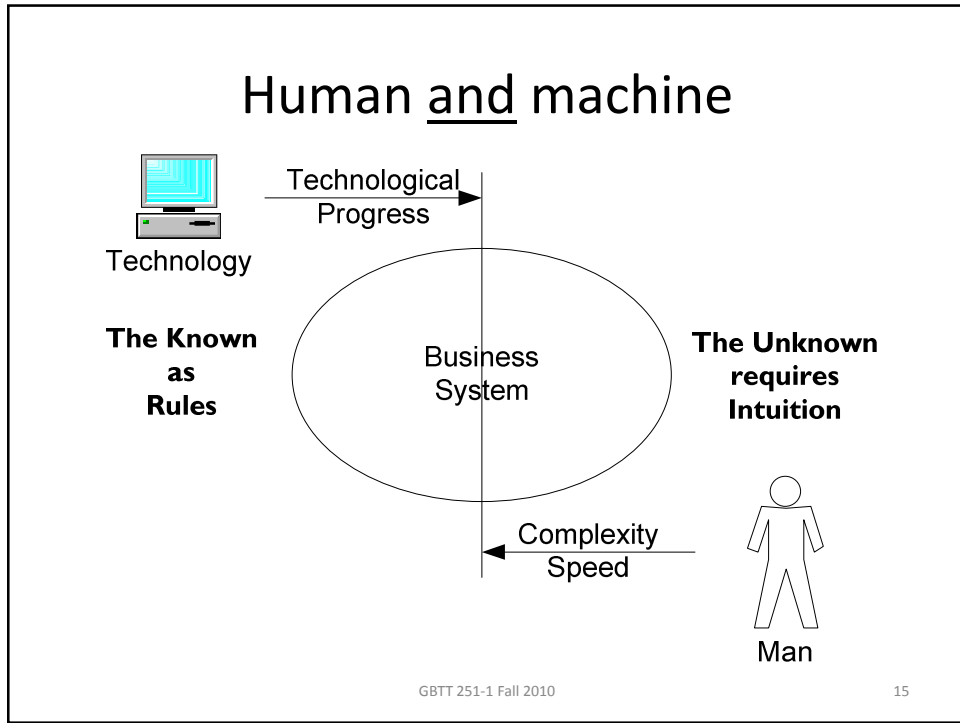 Human and machine
Technological
Progress
Technology
The Known
as
Rules
Business
System
The Unknown
requires
Intuition
Complexity
Speed
Man
GBTT 251-1 Fall 2010
15